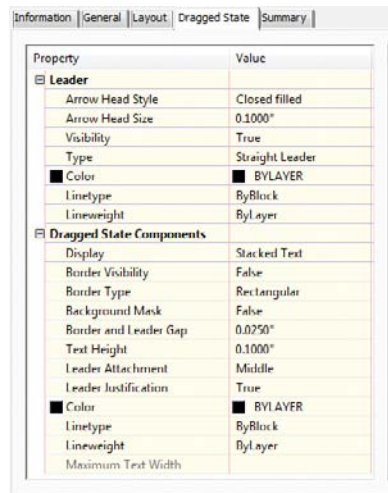 Information General Layout Dragged State Summary
Property Value
Leader
Arrow Head Style Closed filled
Arrow Head Size 0.1000"
Visibility True
Type Straight Leader
Color BYLAYER
Linetype ByBlock
Lineweight ByLayer
Dragged State Components
Display Stacked Text
Border Visibility False
Border Type Rectangular
Background Mask False
Border and Leader Gap 0.0250"
Text Height 0.1000"
Leader Attachment Middle
Leader Justification True
Color BYLAYER
Linetype ByBlock
Lineweight ByLayer
Maximum Text Width